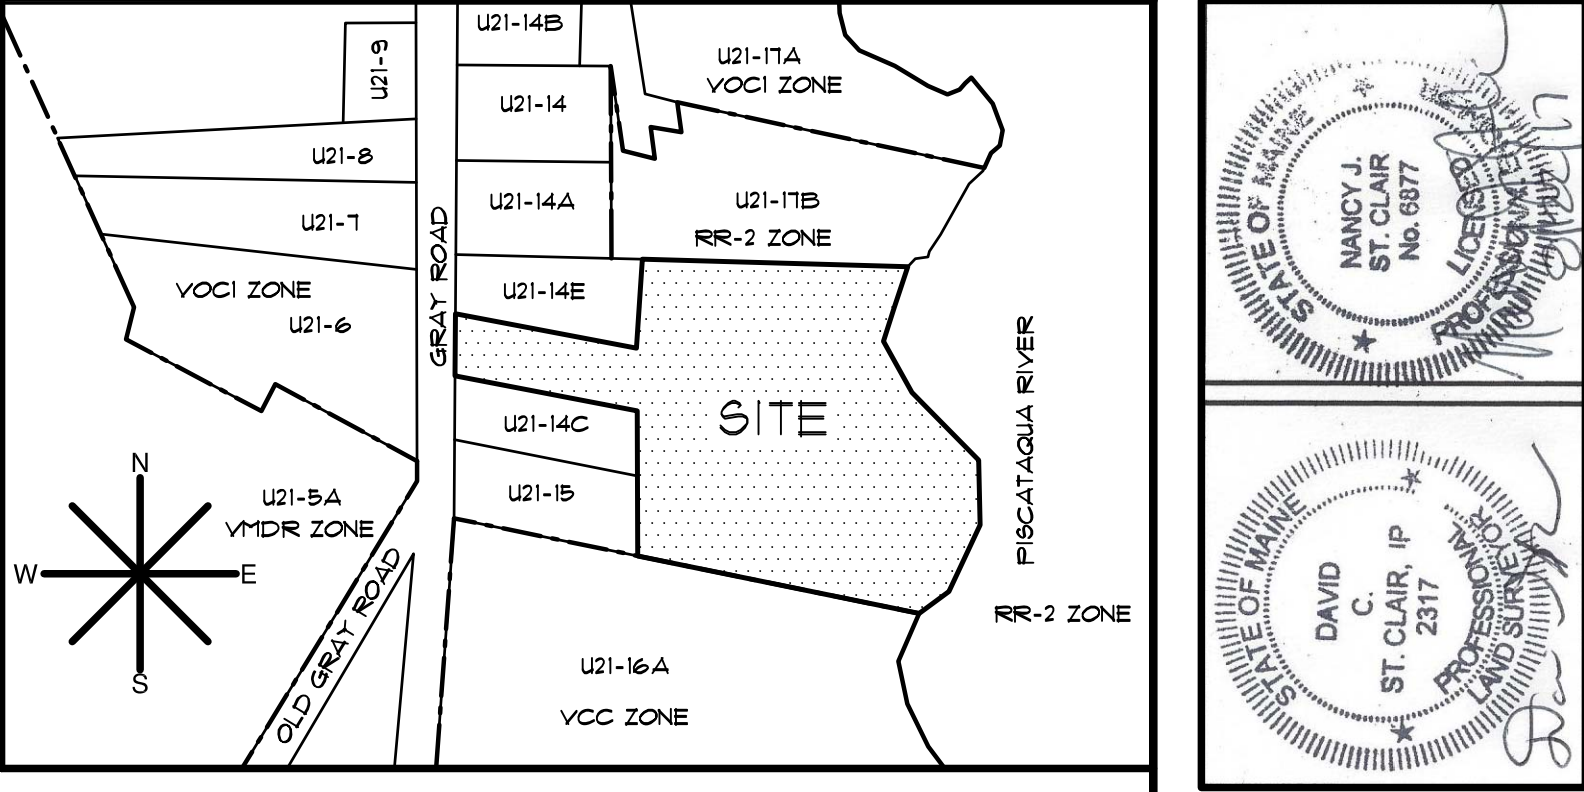 U21-14B
U21-9
U21-17A
VOC1 ZONE
U21-14
U21-8
U21-14A
U21-17B
RR-2 ZONE
U21-7
GRAY ROAD
VOC1 ZONE
U21-6
U21-14E
SITE
U21-14C
U21-15
PISCATAQUA RIVER
N
W
E
S
U21-5A
VMDR ZONE
OLD GRAY ROAD
RR-2 ZONE
U21-16A
VCC ZONE
STATE OF MAINE
NANCY J.
ST. CLAIR
No. 6877
LICENSED
PROFESSIONAL
STATE OF MAINE
DAVID
C.
ST. CLAIR, IP
2317
PROFESSIONAL
LAND SURVEYOR